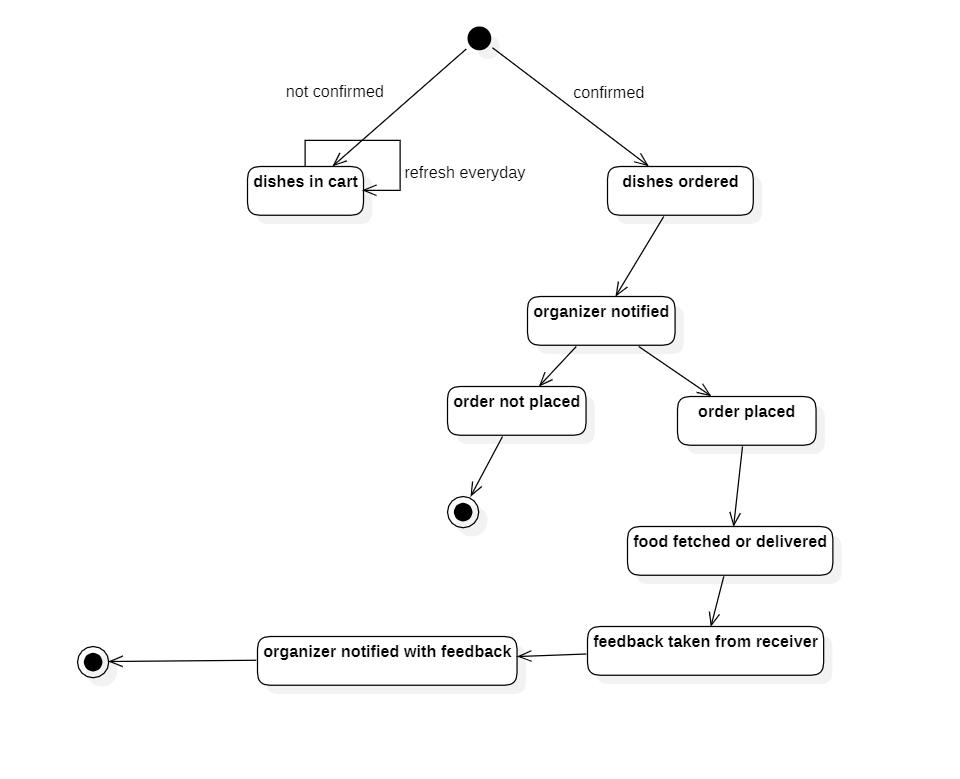 not confirmed
confirmed
dishes in cart
refresh everyday
dishes ordered
organizer notified
order not placed
order placed
food fetched or delivered
feedback taken from receiver
organizer notified with feedback